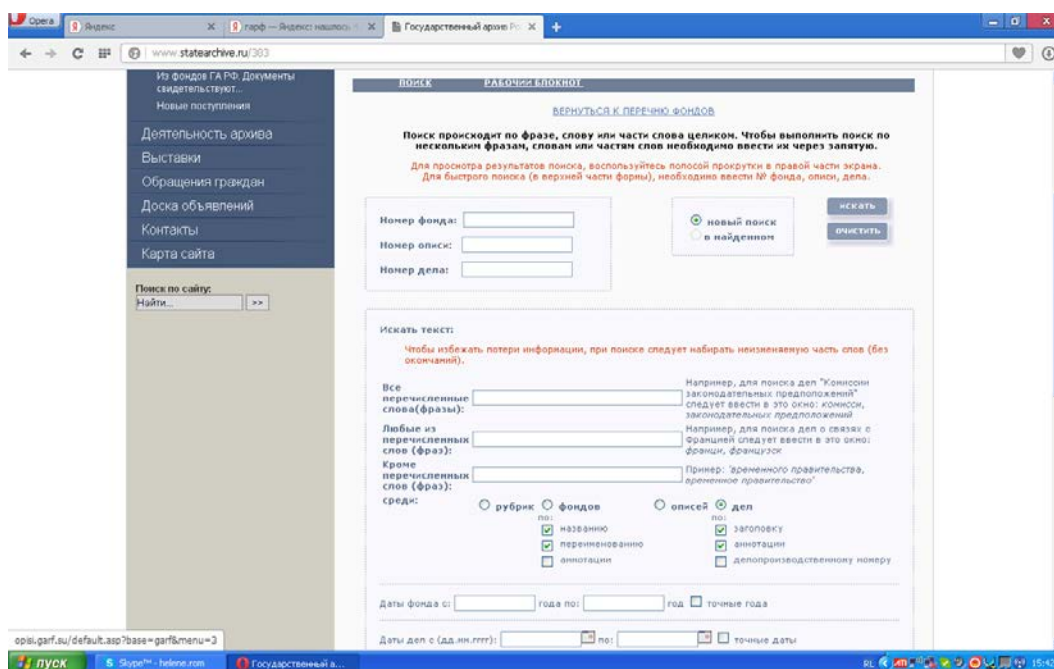 Opera
Яндекс
гарф — Яндекс: нашлось
Государственный архив Ро
www.statearchive.ru/383
Из фондов ГА РФ. Документы
свидетельствуют...
Новые поступления
Деятельность архива
Выставки
Обращения граждан
Доска объявлений
Контакты
Карта сайта
Поиск по сайту:
Найти...
>>
ПОИСК РАБОЧИЙ БЛОКНОТ
ВЕРНУТЬСЯ К ПЕРЕЧНЮ ФОНДОВ
Поиск происходит по фразе, слову или части слова целиком. Чтобы выполнить поиск по
нескольким фразам, словам или частям слов необходимо ввести их через запятую.
Для просмотра результатов поиска, воспользуйтесь полосой прокрутки в правой части экрана.
Для быстрого поиска (в верхней части формы), необходимо ввести № фонда, описи, дела.
Номер фонда:
Номер описи:
Номер дела:
новый поиск
в найденном
искать
очистить
Искать текст:
Чтобы избежать потери информации, при поиске следует набирать неизменяемую часть слов (без
окончаний).
Все
перечисленные
слова(фразы):
Например, для поиска дел "Комиссии
законодательных предположений"
следует ввести в это окно: комисси,
законодательных предположений
Любые из
перечисленных
слов (фраз):
Например, для поиска дел о связях с
Францией следует ввести в это окно:
франци, французск
Кроме
перечисленных
слов (фраз):
Пример: 'временного правительства,
временное правительство'
среди:
рубрик фондов описей дел
по: по:
названию заголовку
переименованию аннотации
аннотации делопроизводственному номеру
Даты фонда с: года по: год точные года
Даты дел с (дд.мм.гггг): по: точные даты
opisi.garf.su/default.asp?base=garf&menu=3
пуск
Skype™ - helene.rom
Государственный а...
RL
15:42